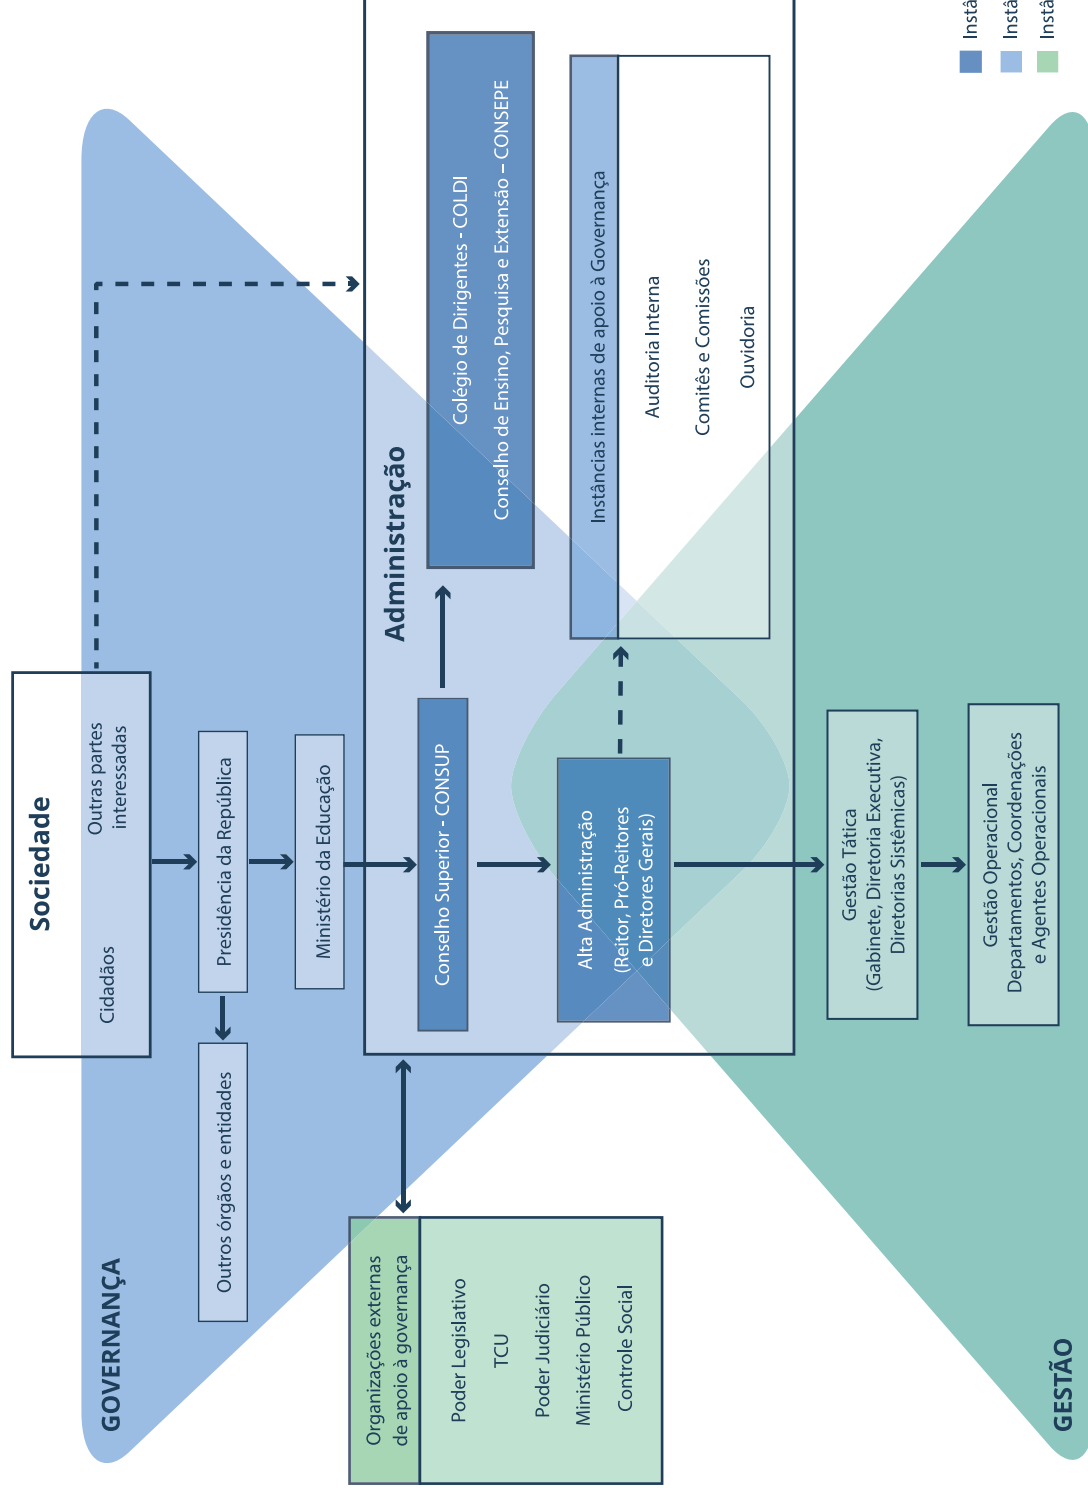 Sociedade
Cidadãos
Outras partes
interessadas
GOVERNANÇA
Outros órgãos e entidades
Presidência da República
Ministério da Educação
Administração
Organizações externas
de apoio à governança
Poder Legislativo
TCU
Poder Judiciário
Ministério Público
Controle Social
Conselho Superior - CONSUP
Colégio de Dirigentes - COLDI
Conselho de Ensino, Pesquisa e Extensão – CONSEPE
Alta Administração
(Reitor, Pró-Reitores
e Diretores Gerais)
Instâncias internas de apoio à Governança
Auditoria Interna
Comitês e Comissões
Ouvidoria
Gestão Tática
(Gabinete, Diretoria Executiva,
Diretorias Sistêmicas)
Gestão Operacional
Departamentos, Coordenações
e Agentes Operacionais
GESTÃO